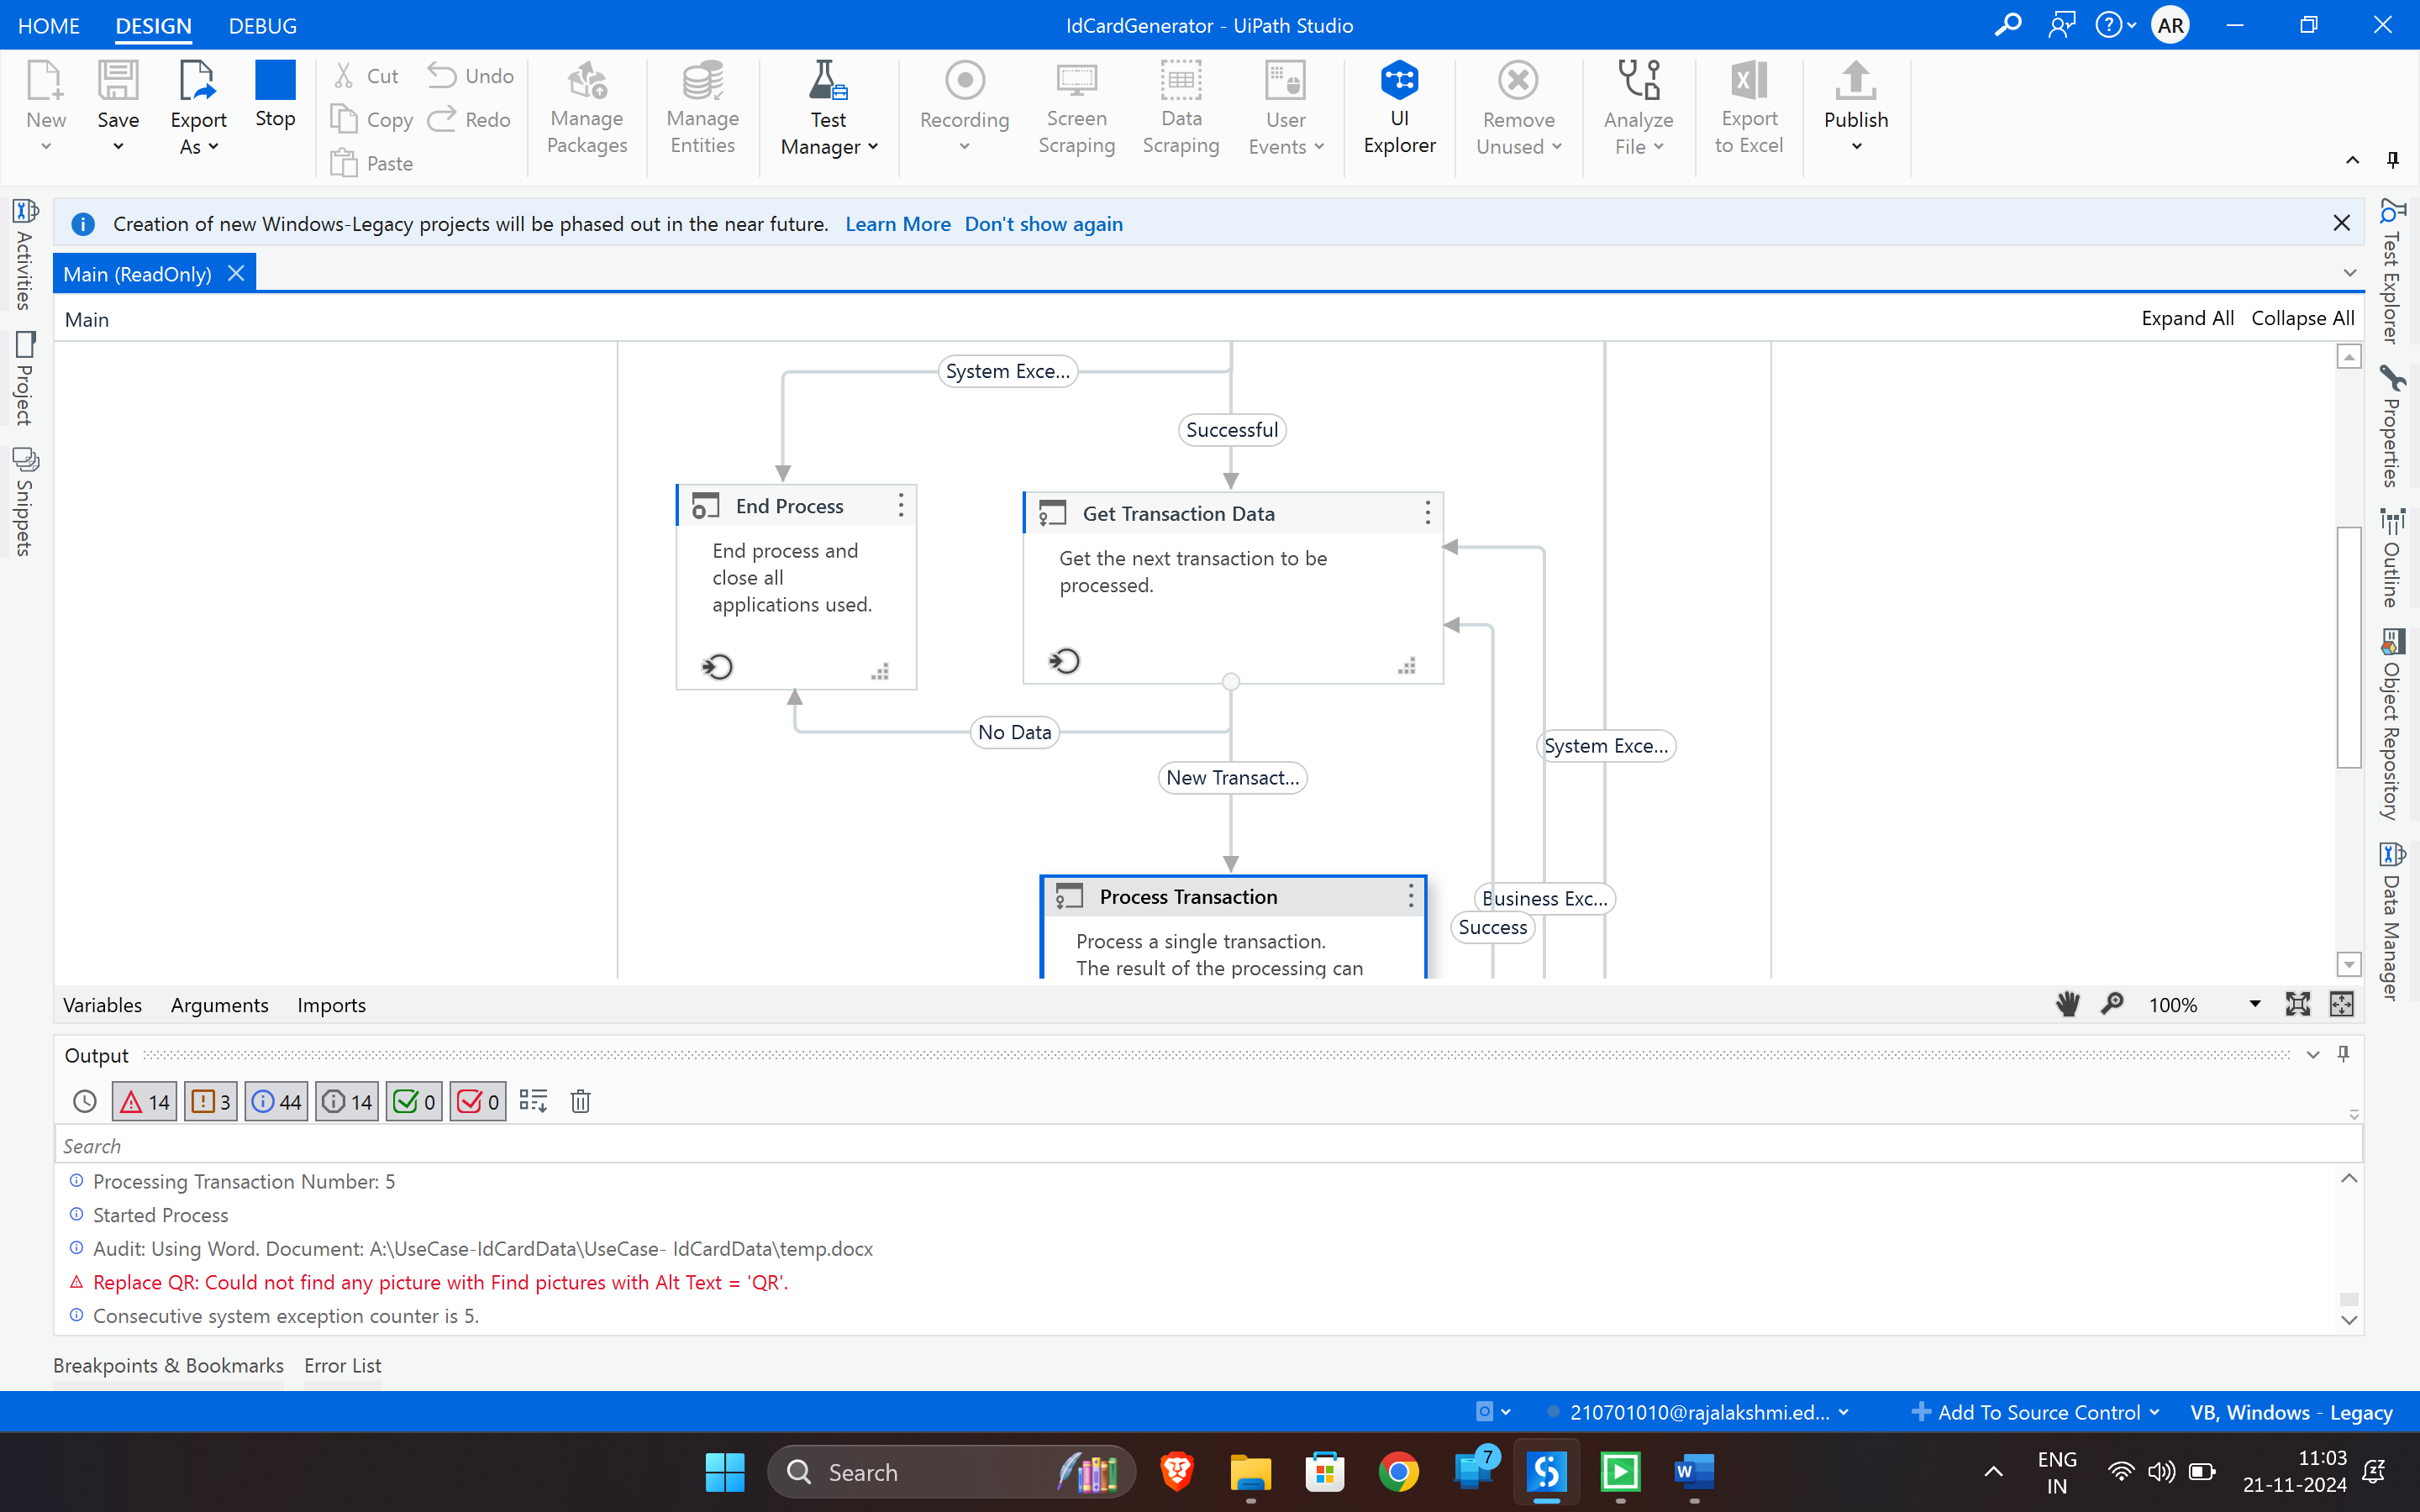 HOME DESIGN DEBUG IdCardGenerator - UiPath Studio AR
New Save Export As Stop Cut Copy Paste Undo Redo Manage Packages Manage Entities Test Manager Recording Screen Scraping Data Scraping User Events UI Explorer Remove Unused Analyze File Export to Excel Publish
Creation of new Windows-Legacy projects will be phased out in the near future. Learn More Don't show again
Main (ReadOnly)
Main Expand All Collapse All
Activities
Project
Snippets
System Exce...
Successful
End Process
End process and
close all
applications used.
Get Transaction Data
Get the next transaction to be
processed.
No Data
System Exce...
New Transact...
Process Transaction
Process a single transaction.
The result of the processing can
Business Exc...
Success
Test Explorer
Properties
Outline
Object Repository
Data Manager
Variables Arguments Imports 100%
Output
14 3 44 14 0 0
Search
Processing Transaction Number: 5
Started Process
Audit: Using Word. Document: A:\UseCase-IdCardData\UseCase- IdCardData\temp.docx
Replace QR: Could not find any picture with Find pictures with Alt Text = 'QR'.
Consecutive system exception counter is 5.
Breakpoints & Bookmarks Error List
210701010@rajalakshmi.ed... Add To Source Control VB, Windows - Legacy
Search 7 W ENG IN 11:03
21-11-2024